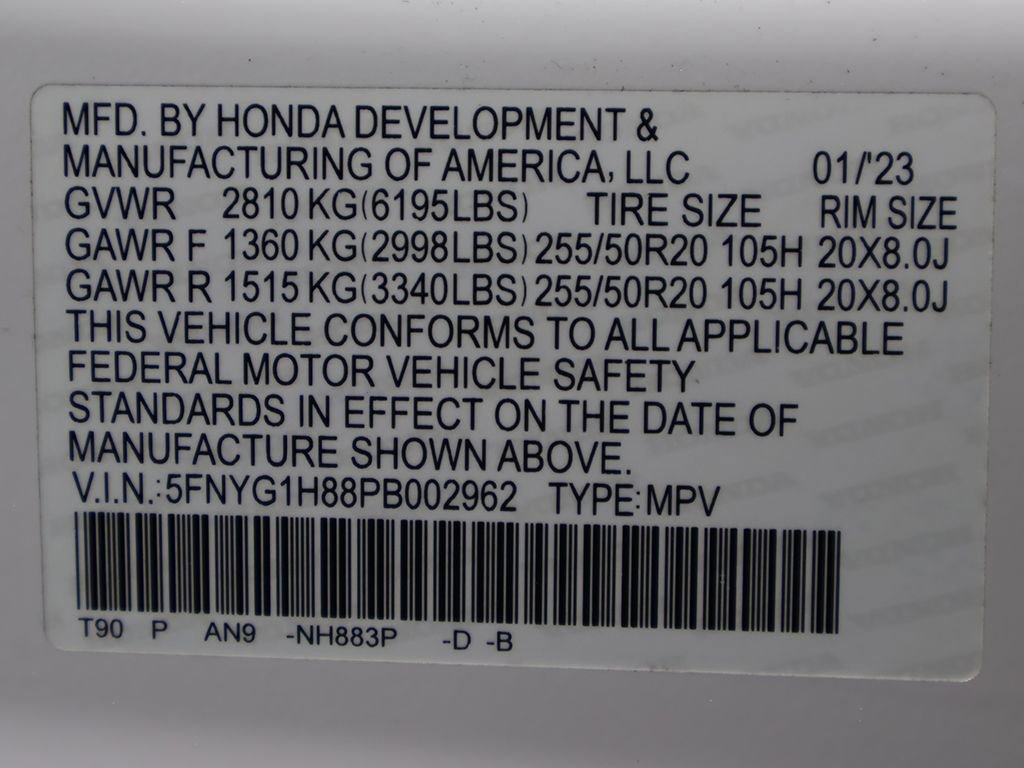 MFD. BY HONDA DEVELOPMENT &
MANUFACTURING OF AMERICA, LLC 01/'23
GVWR 2810 KG(6195LBS) TIRE SIZE RIM SIZE
GAWR F 1360 KG(2998LBS) 255/50R20 105H 20X8.0J
GAWR R 1515 KG(3340LBS) 255/50R20 105H 20X8.0J
THIS VEHICLE CONFORMS TO ALL APPLICABLE
FEDERAL MOTOR VEHICLE SAFETY
STANDARDS IN EFFECT ON THE DATE OF
MANUFACTURE SHOWN ABOVE.
V.I.N.:5FNYG1H88PB002962 TYPE:MPV
T90 P AN9 -NH883P -D -B